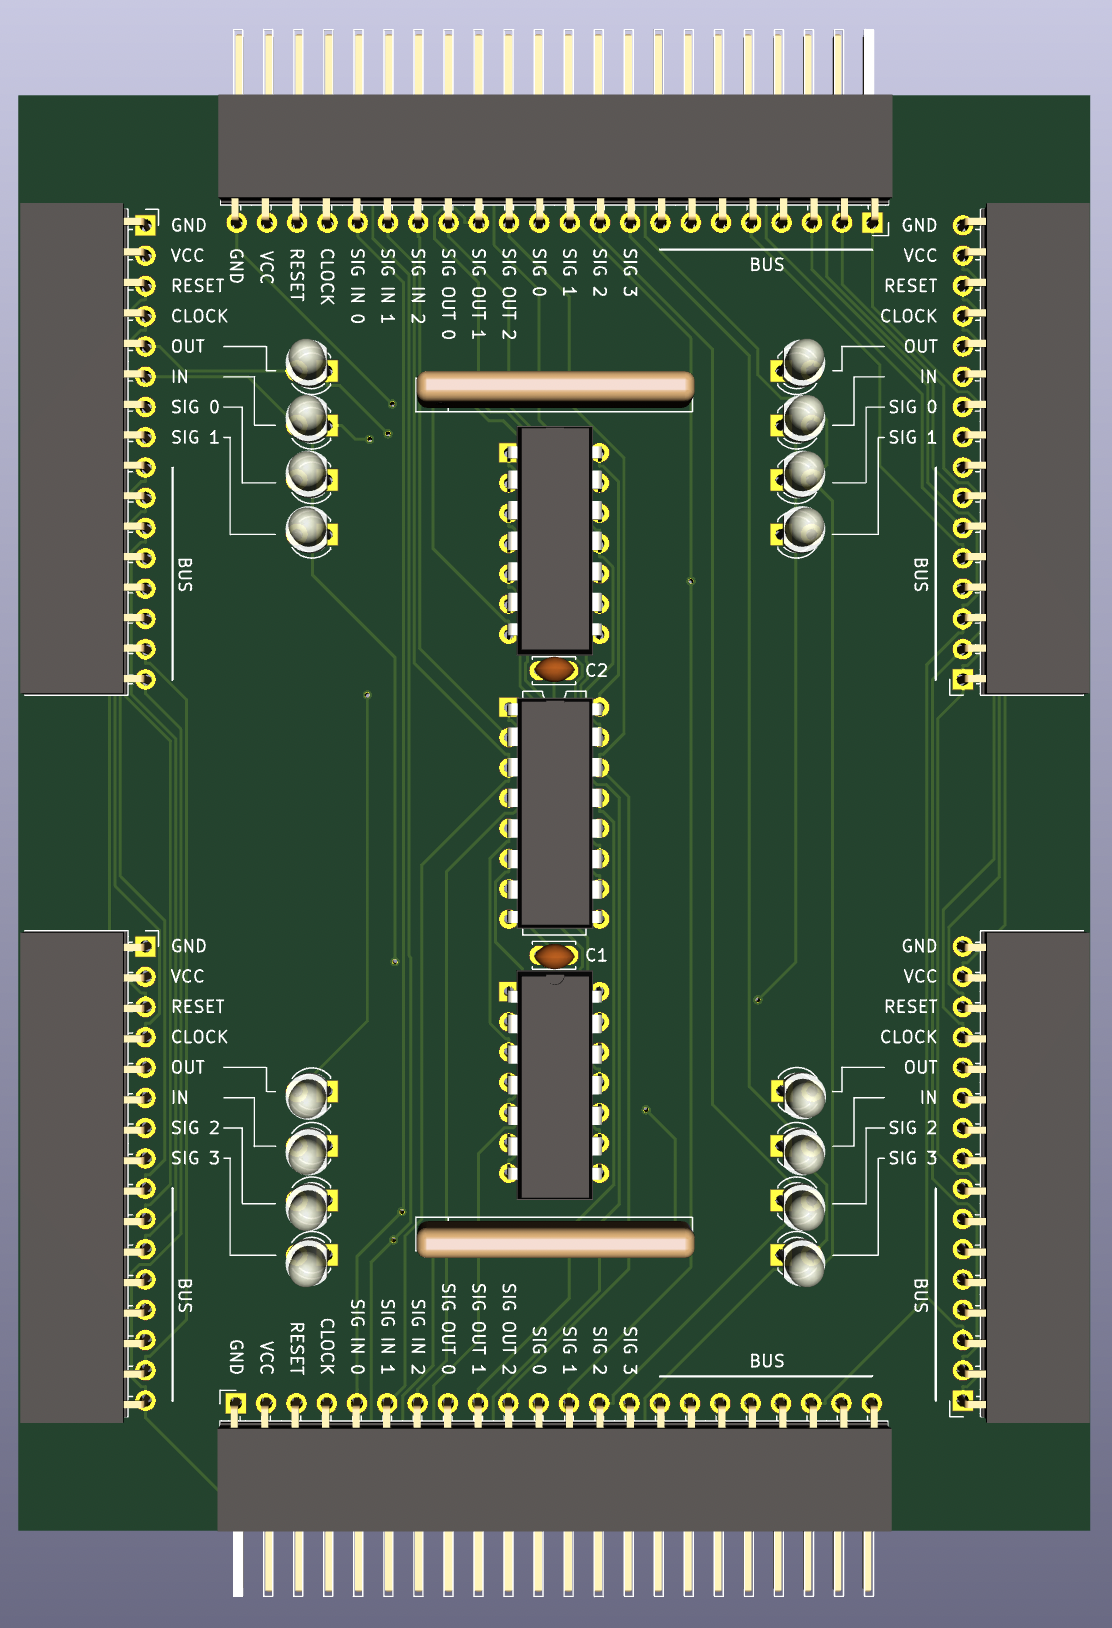 GND
VCC
RESET
CLOCK
SIG IN 0
SIG IN 1
SIG IN 2
SIG OUT 0
SIG OUT 1
SIG OUT 2
SIG 0
SIG 1
SIG 2
SIG 3
BUS
GND
VCC
RESET
CLOCK
OUT
IN
SIG 0
SIG 1
BUS
GND
VCC
RESET
CLOCK
OUT
IN
SIG 0
SIG 1
BUS
C2
C1
GND
VCC
RESET
CLOCK
OUT
IN
SIG 2
SIG 3
BUS
GND
VCC
RESET
CLOCK
OUT
IN
SIG 2
SIG 3
BUS
GND
VCC
RESET
CLOCK
SIG IN 0
SIG IN 1
SIG IN 2
SIG OUT 0
SIG OUT 1
SIG OUT 2
SIG 0
SIG 1
SIG 2
SIG 3
BUS